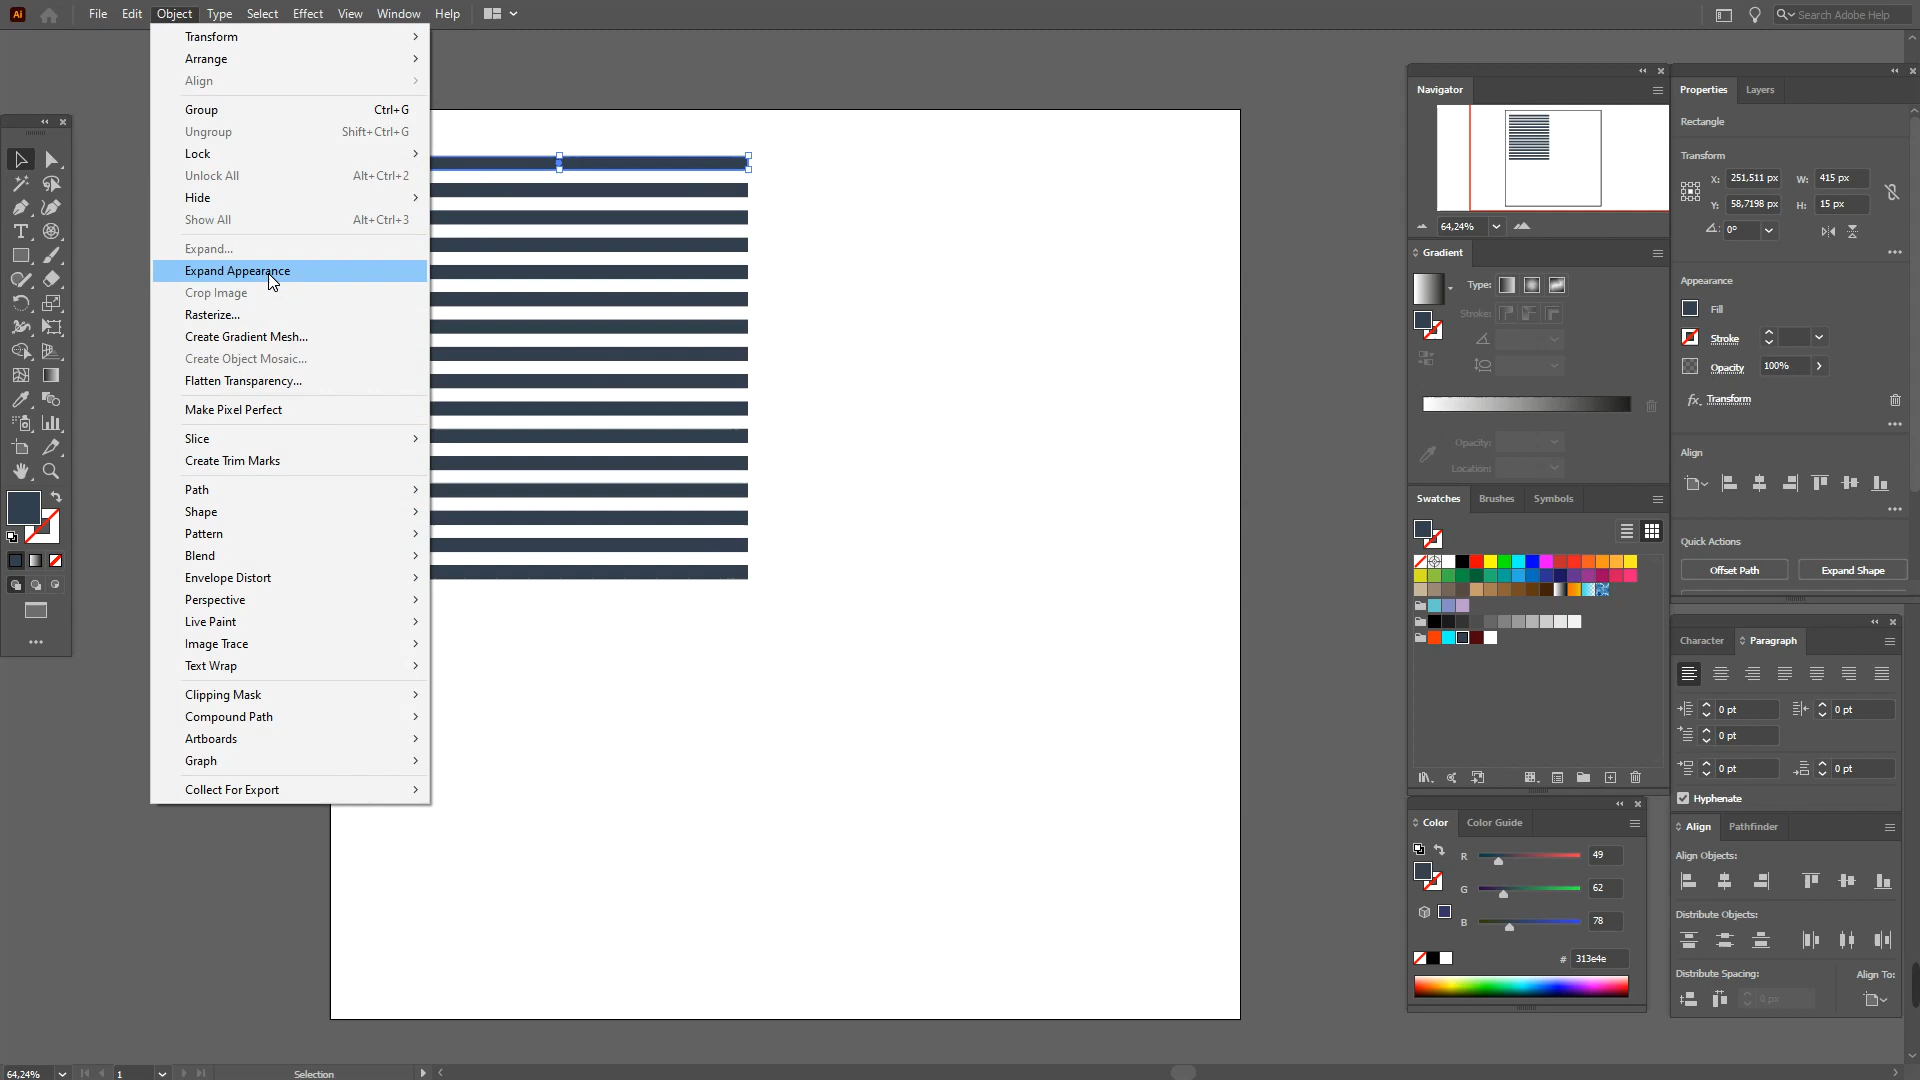 Ai
File Edit Object Type Select Effect View Window Help
Search Adobe Help
Transform
Arrange
Align
Group Ctrl+G
Ungroup Shift+Ctrl+G
Lock
Unlock All Alt+Ctrl+2
Hide
Show All Alt+Ctrl+3
Expand...
Expand Appearance
Crop Image
Rasterize...
Create Gradient Mesh...
Create Object Mosaic...
Flatten Transparency...
Make Pixel Perfect
Slice
Create Trim Marks
Path
Shape
Pattern
Blend
Envelope Distort
Perspective
Live Paint
Image Trace
Text Wrap
Clipping Mask
Compound Path
Artboards
Graph
Collect For Export
Navigator
64,24%
Gradient
Type:
Stroke:
Opacity:
Location:
Swatches Brushes Symbols
Color Color Guide
R 49
G 62
B 78
# 313e4e
Properties Layers
Rectangle
Transform
X: 251,511 px W: 415 px
Y: 58,7198 px H: 15 px
0°
Appearance
Fill
Stroke
Opacity 100%
fx. Transform
Align
Quick Actions
Offset Path Expand Shape
Character Paragraph
0 pt 0 pt
0 pt
0 pt 0 pt
Hyphenate
Align Pathfinder
Align Objects:
Distribute Objects:
Distribute Spacing: Align To:
0 px
64,24% 1 Selection